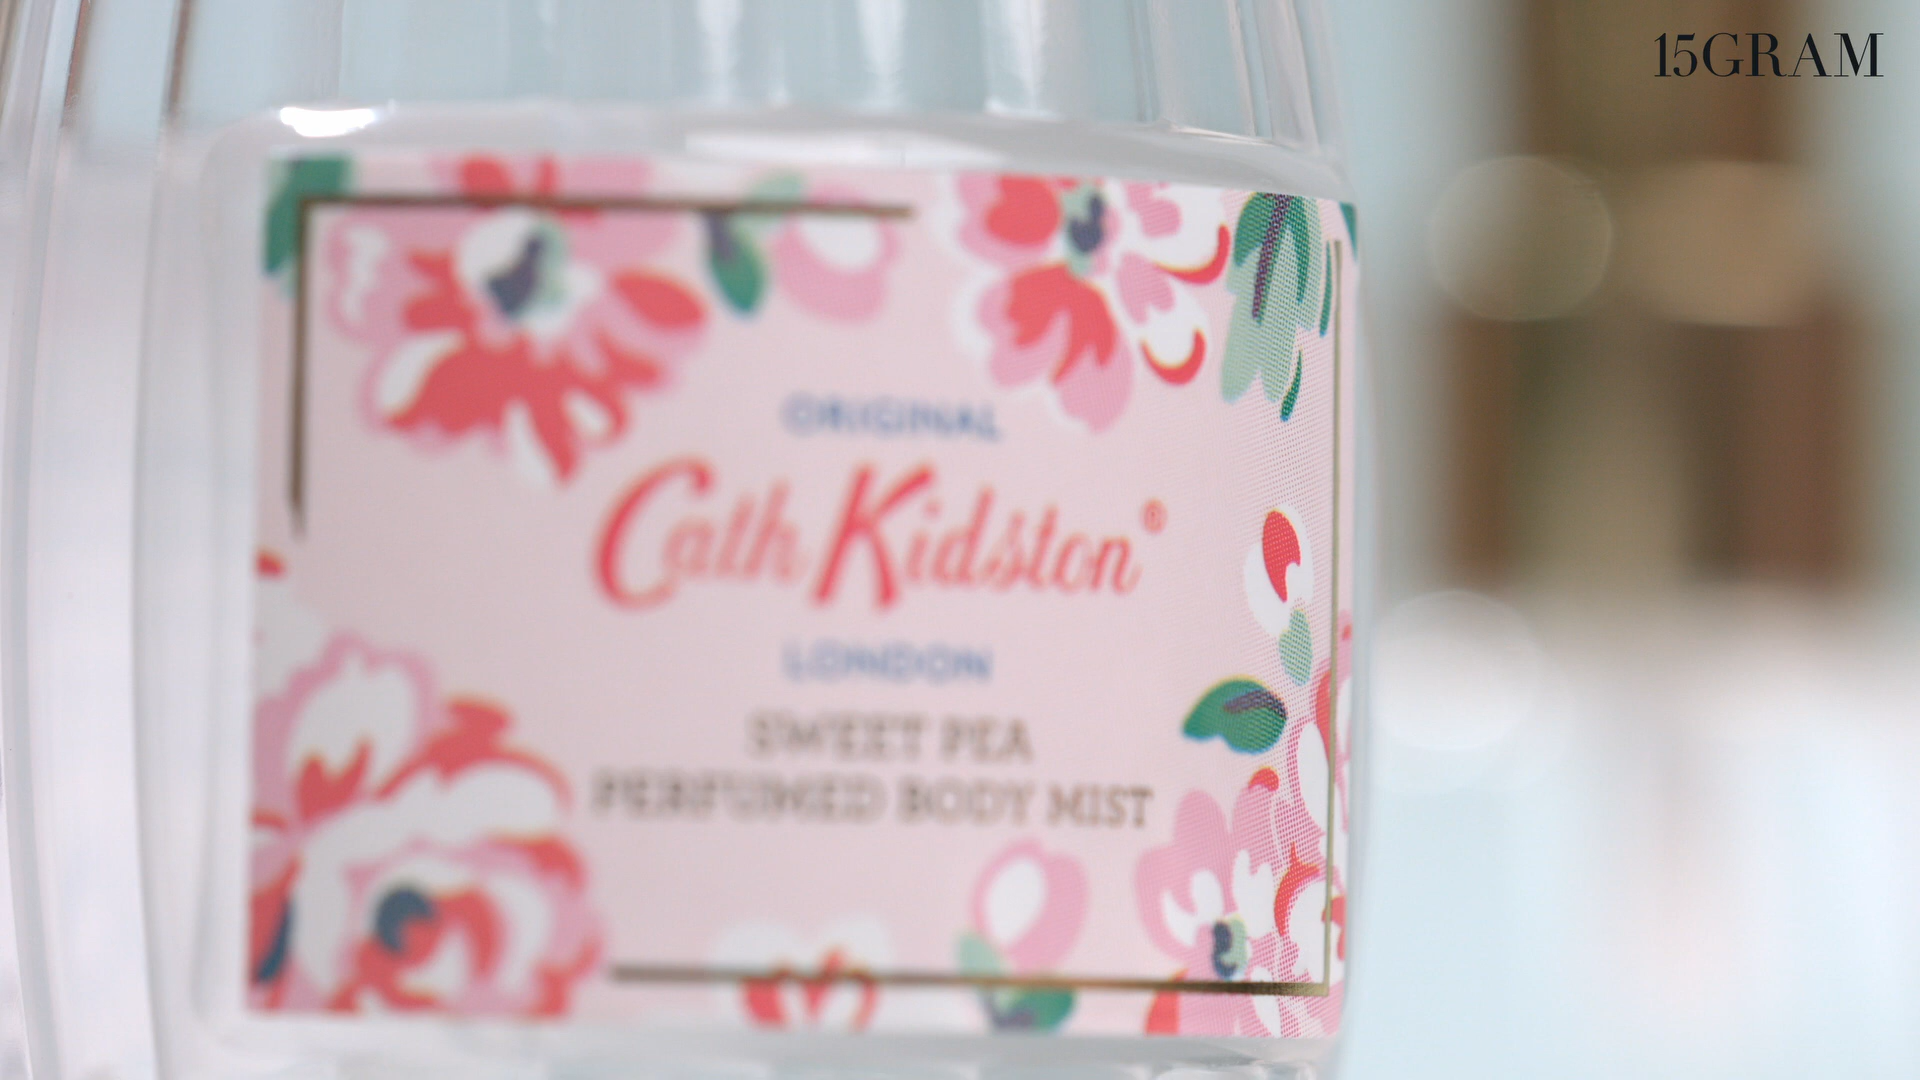 15GRAM
ORIGINAL
Cath Kidston®
LONDON
SWEET PEA
PERFUMED BODY MIST